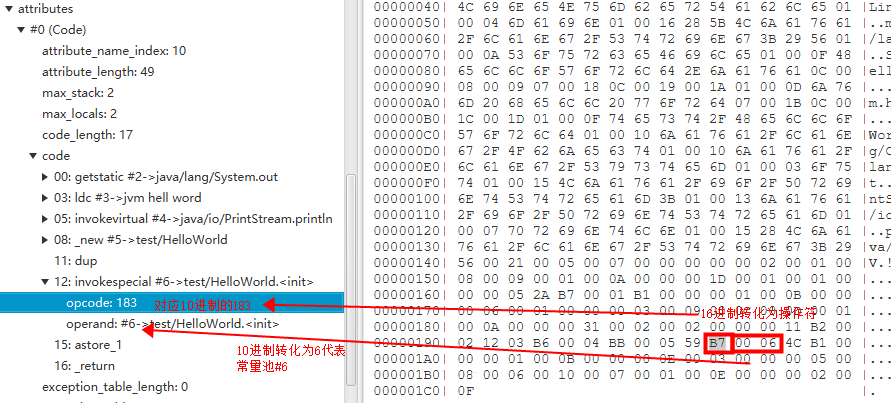 attributes
#0 (Code)
attribute_name_index: 10
attribute_length: 49
max_stack: 2
max_locals: 2
code_length: 17
code
00: getstatic #2->java/lang/System.out
03: ldc #3->jvm hell word
05: invokevirtual #4->java/io/PrintStream.println
08: _new #5->test/HelloWorld
11: dup
12: invokespecial #6->test/HelloWorld.<init>
opcode: 183
对应10进制的183
operand: #6->test/HelloWorld.<init>
15: astore_1
16: _return
exception_table_length: 0
10进制转化为6代表
常量池#6
00000040| 4C 69 6E 65 4E 75 6D 62 65 72 54 61 62 6C 65 01 |Lin
00000050| 00 04 6D 61 69 6E 01 00 16 28 5B 4C 6A 61 76 61 |..m
00000060| 2F 6C 61 6E 67 2F 53 74 72 69 6E 67 3B 29 56 01 |/la
00000070| 00 0A 53 6F 75 72 63 65 46 69 6C 65 01 00 0F 48 |..S
00000080| 65 6C 6C 6F 57 6F 72 6C 64 2E 6A 61 76 61 0C 00 |ell
00000090| 08 00 09 07 00 18 0C 00 19 00 1A 01 00 0D 6A 76 |...
000000A0| 6D 20 68 65 6C 6C 20 77 6F 72 64 07 00 1B 0C 00 |m.h
000000B0| 1C 00 1D 01 00 0F 74 65 73 74 2F 48 65 6C 6C 6F |...
000000C0| 57 6F 72 6C 64 01 00 10 6A 61 76 61 2F 6C 61 6E |Wor
000000D0| 67 2F 4F 62 6A 65 63 74 01 00 10 6A 61 76 61 2F |g/O
000000E0| 6C 61 6E 67 2F 53 79 73 74 65 6D 01 00 03 6F 75 |lan
000000F0| 74 01 00 15 4C 6A 61 76 61 2F 69 6F 2F 50 72 69 |t..
00000100| 6E 74 53 74 72 65 61 6D 3B 01 00 13 6A 61 76 61 |ntS
00000110| 2F 69 6F 2F 50 72 69 6E 74 53 74 72 65 61 6D 01 |/io
00000120| 00 07 70 72 69 6E 74 6C 6E 01 00 15 28 4C 6A 61 |..p
00000130| 76 61 2F 6C 61 6E 67 2F 53 74 72 69 6E 67 3B 29 |va/
00000140| 56 00 21 00 05 00 07 00 00 00 00 00 02 00 01 00 |V.!
00000150| 08 00 09 00 01 00 0A 00 00 00 1D 00 01 00 01 00 |...
00000160| 00 00 05 2A B7 00 01 B1 00 00 00 01 00 0B 00 00 |...
00000170| 00 06 00 01 00 00 00 03 00 09
16进制转化为操作符
00000180| 00 0A 00 00 00 31 00 02 00 02 00 00 00 11 B2 00 |...
00000190| 02 12 03 B6 00 04 BB 00 05 59 B7 00 06 4C B1 00 |...
000001A0| 00 00 01 00 0B 00 00 00 0E 00 03 00 00 00 05 00 |...
000001B0| 08 00 06 00 10 00 07 00 01 00 0E 00 00 00 02 00 |...
000001C0| 0F |.